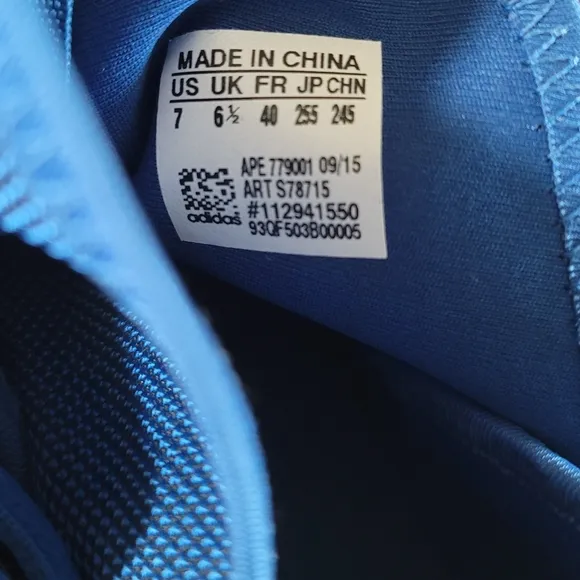 MADE IN CHINA
US UK FR JP CHN
7 6½ 40 255 245
APE 779001 09/15
ART S78715
#112941550
adidas 93QF503B00005